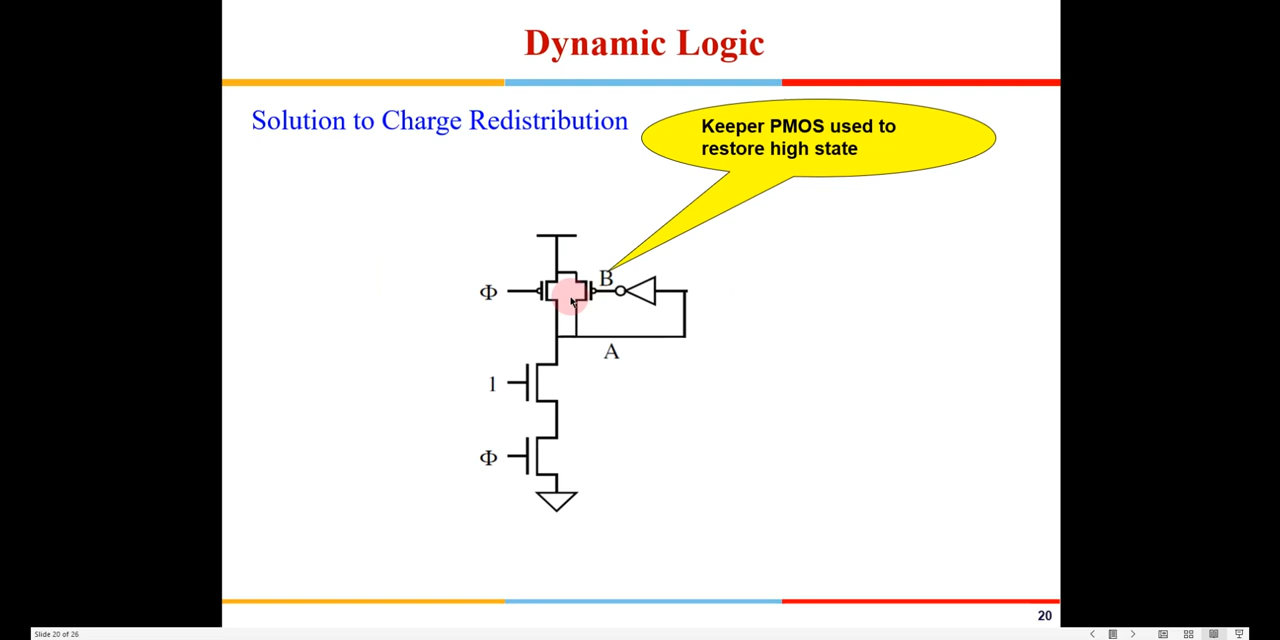 Dynamic Logic
Solution to Charge Redistribution
Keeper PMOS used to
restore high state
B
Φ
A
1
Φ
20
Slide 20 of 26